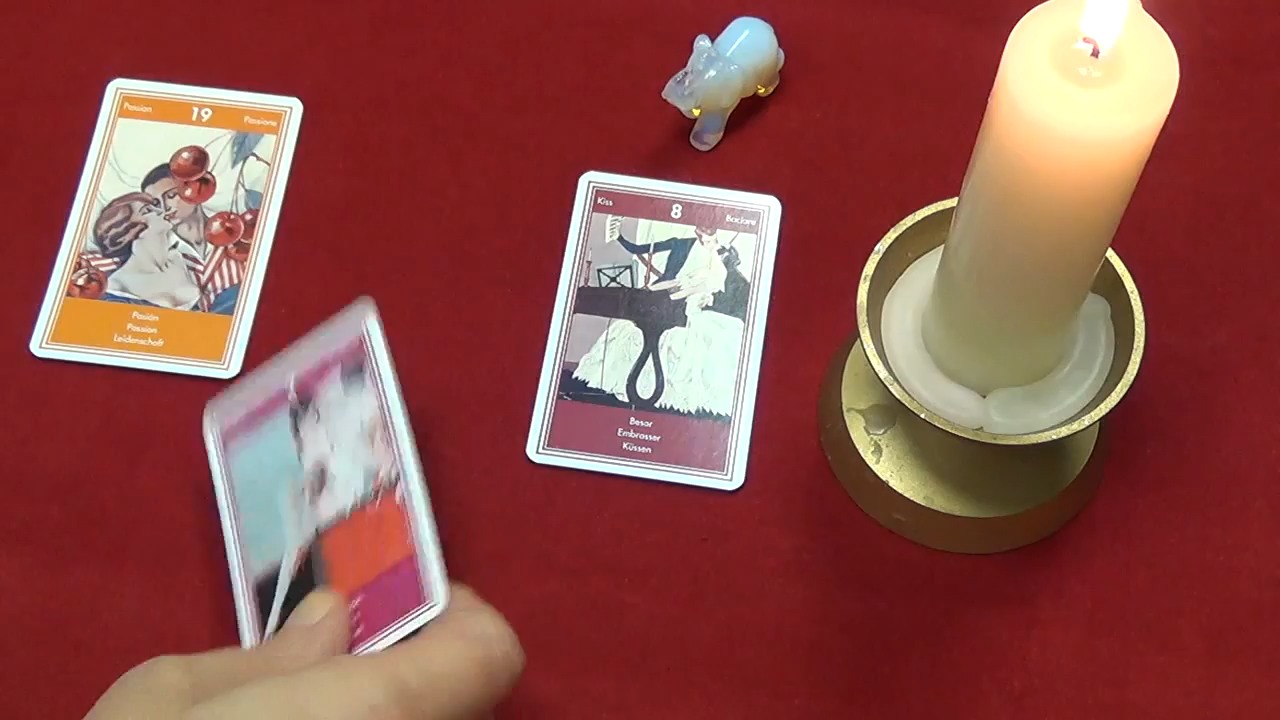 Passion 19 Passione
Pasión
Passion
Leidenschaft
Kiss 8 Baciare
Besar
Embrasser
Küssen